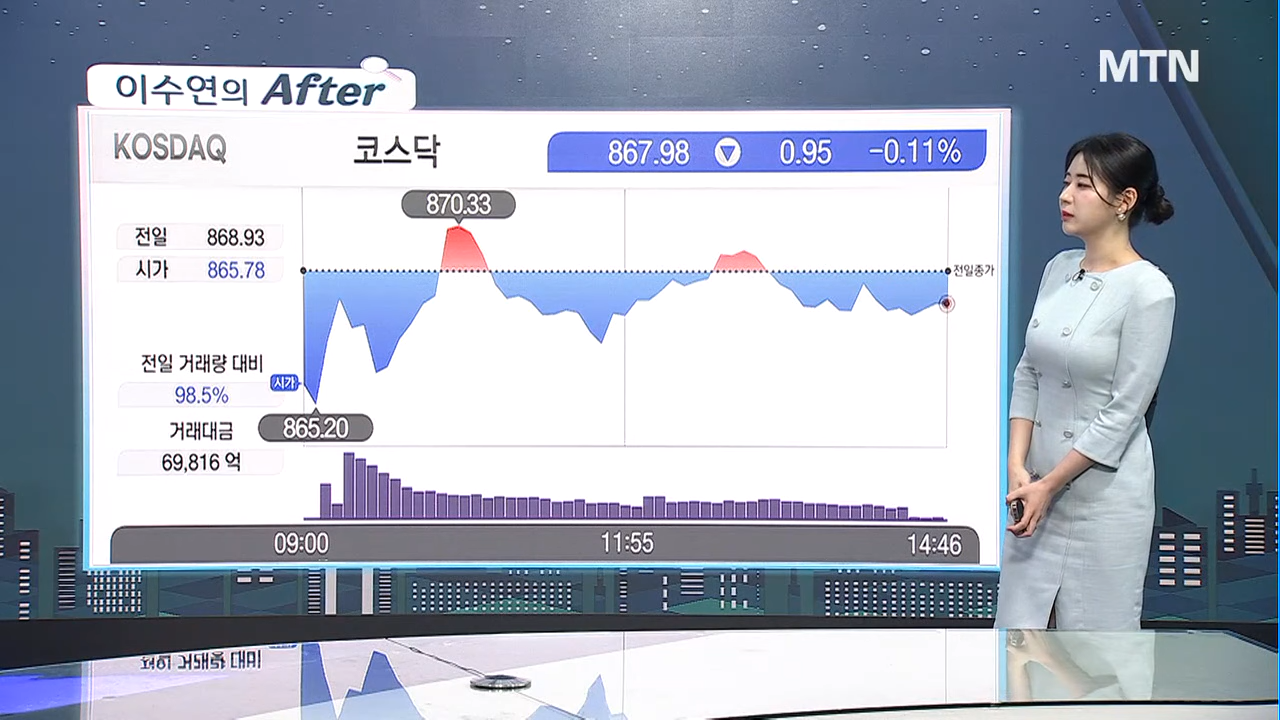 MTN
이수연의 After
KOSDAQ 코스닥 867.98 ▼ 0.95 -0.11%
870.33
전일 868.93
시가 865.78
전일종가
전일 거래량 대비
98.5%
시가
거래대금
865.20
69,816 억
09:00 11:55 14:46